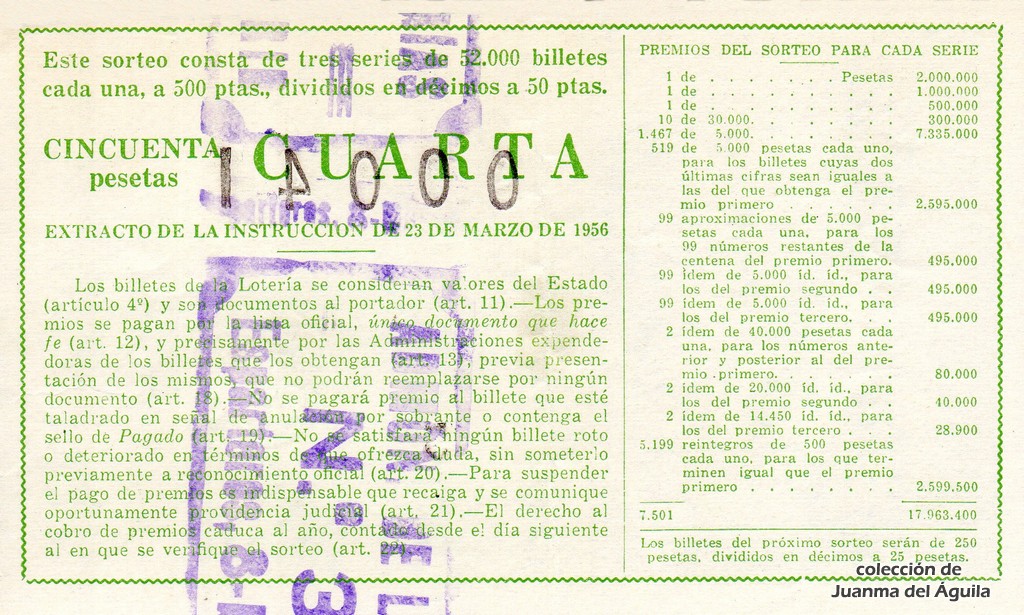 Este sorteo consta de tres series de 52.000 billetes
cada una, a 500 ptas., divididos en décimos a 50 ptas.
CINCUENTA
pesetas
CUARTA
00041
EXTRACTO DE LA INSTRUCCION DE 23 DE MARZO DE 1956
Los billetes de la Lotería se consideran valores del Estado
(artículo 4º) y son documentos al portador (art. 11).—Los pre-
mios se pagan por la lista oficial, único documento que hace
fe (art. 12), y precisamente por las Administraciones expende-
doras de los billetes que los obtengan (art. 13), previa presen-
tación de los mismos, que no podrán reemplazarse por ningún
documento (art. 18).—No se pagará premio al billete que esté
taladrado en señal de anulación por sobrante o contenga el
sello de Pagado (art. 19).—No se satisfará ningún billete roto
o deteriorado en términos de que ofrezca duda, sin someterlo
previamente a reconocimiento oficial (art. 20).—Para suspender
el pago de premios es indispensable que recaiga y se comunique
oportunamente providencia judicial (art. 21).—El derecho al
cobro de premios caduca al año, contado desde el día siguiente
al en que se verifique el sorteo (art. 22).
PREMIOS DEL SORTEO PARA CADA SERIE
1 de . . . . . . . . Pesetas 2.000.000
1 de . . . . . . . . . . . 1.000.000
1 de . . . . . . . . . . . 500.000
10 de 30.000. . . . . . . . 300.000
1.467 de 5.000. . . . . . . . 7.335.000
519 de 5.000 pesetas cada uno,
para los billetes cuyas dos
últimas cifras sean iguales a
las del que obtenga el pre-
mio primero . . . . . . 2.595.000
99 aproximaciones de 5.000 pe-
setas cada una, para los
99 números restantes de la
centena del premio primero. 495.000
99 ídem de 5.000 íd. íd., para
los del premio segundo . . 495.000
99 ídem de 5.000 íd. íd., para
los del premio tercero. . . 495.000
2 ídem de 40.000 pesetas cada
una, para los números ante-
rior y posterior al del pre-
mio primero. . . . . . . 80.000
2 ídem de 20.000 íd. íd., para
los del premio segundo . . 40.000
2 ídem de 14.450 íd. íd., para
los del premio tercero . . . 28.900
5.199 reintegros de 500 pesetas
cada uno, para los que ter-
minen igual que el premio
primero . . . . . . . . 2.599.500
7.501 17.963.400
Los billetes del próximo sorteo serán de 250
pesetas, divididos en décimos a 25 pesetas.
colección de
Juanma del Águila